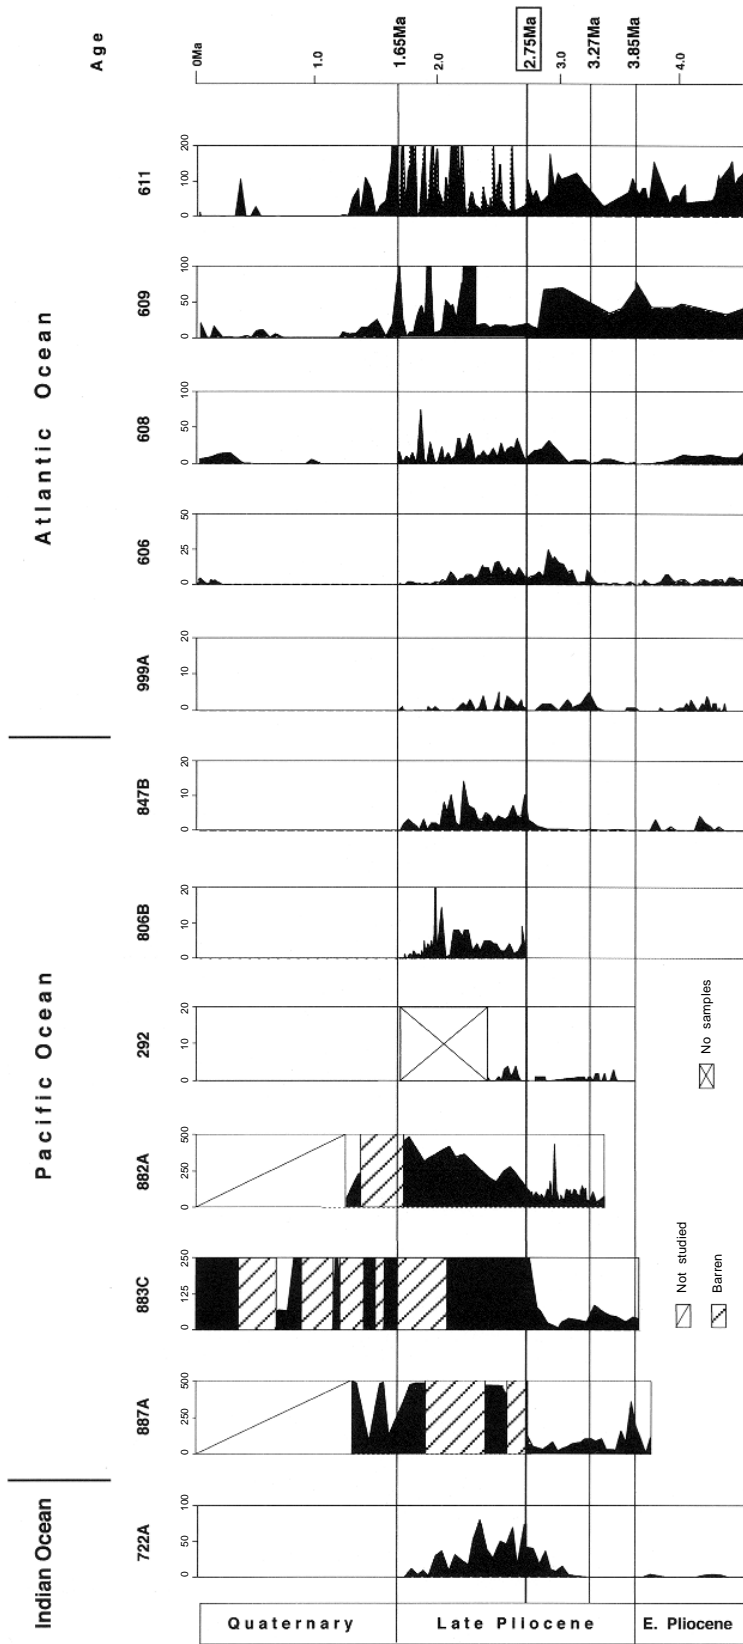 Age
0Ma
1.0
1.65Ma
2.0
2.75Ma
3.0
3.27Ma
3.85Ma
4.0
Atlantic Ocean
611
0 100 200
609
0 50 100
608
0 50 100
606
0 25 50
999A
0 10 20
Pacific Ocean
847B
0 10 20
806B
0 10 20
292
0 10 20
882A
0 250 500
883C
0 125 250
887A
0 250 500
Indian Ocean
722A
0 50 100
No samples
Not studied
Barren
Quaternary
Late Pliocene
E. Pliocene